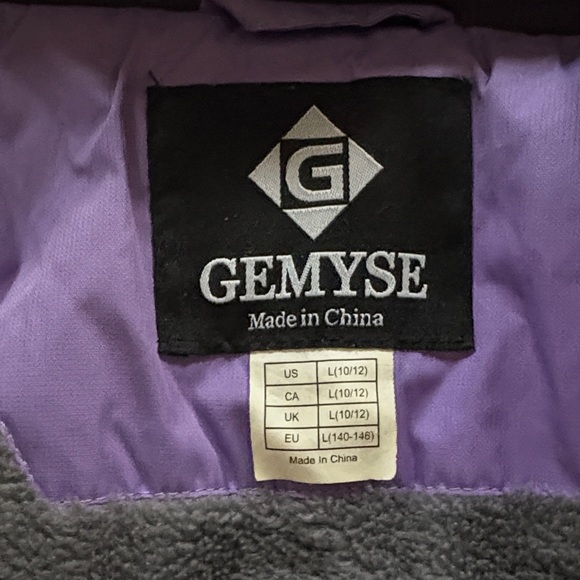 G
GEMYSE
Made in China
US L(10/12)
CA L(10/12)
UK L(10/12)
EU L(140-146)
Made In China